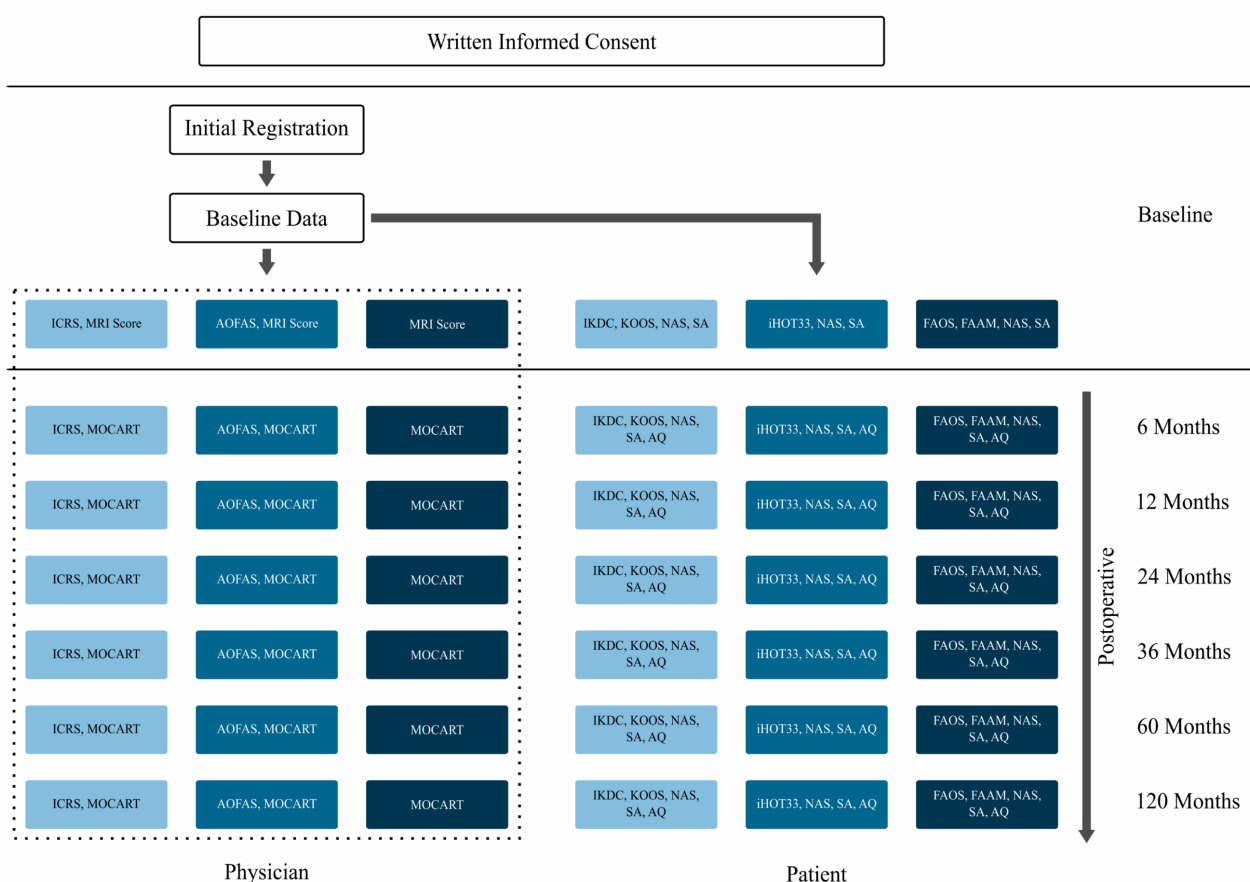 Written Informed Consent
Initial Registration
Baseline Data
Baseline
ICRS, MRI Score
AOFAS, MRI Score
MRI Score
IKDC, KOOS, NAS, SA
iHOT33, NAS, SA
FAOS, FAAM, NAS, SA
ICRS, MOCART
AOFAS, MOCART
MOCART
IKDC, KOOS, NAS,
SA, AQ
iHOT33, NAS, SA, AQ
FAOS, FAAM, NAS,
SA, AQ
6 Months
ICRS, MOCART
AOFAS, MOCART
MOCART
IKDC, KOOS, NAS,
SA, AQ
iHOT33, NAS, SA, AQ
FAOS, FAAM, NAS,
SA, AQ
12 Months
ICRS, MOCART
AOFAS, MOCART
MOCART
IKDC, KOOS, NAS,
SA, AQ
iHOT33, NAS, SA, AQ
FAOS, FAAM, NAS,
SA, AQ
24 Months
ICRS, MOCART
AOFAS, MOCART
MOCART
IKDC, KOOS, NAS,
SA, AQ
iHOT33, NAS, SA, AQ
FAOS, FAAM, NAS,
SA, AQ
36 Months
ICRS, MOCART
AOFAS, MOCART
MOCART
IKDC, KOOS, NAS,
SA, AQ
iHOT33, NAS, SA, AQ
FAOS, FAAM, NAS,
SA, AQ
60 Months
ICRS, MOCART
AOFAS, MOCART
MOCART
IKDC, KOOS, NAS,
SA, AQ
iHOT33, NAS, SA, AQ
FAOS, FAAM, NAS,
SA, AQ
120 Months
Postoperative
Physician
Patient